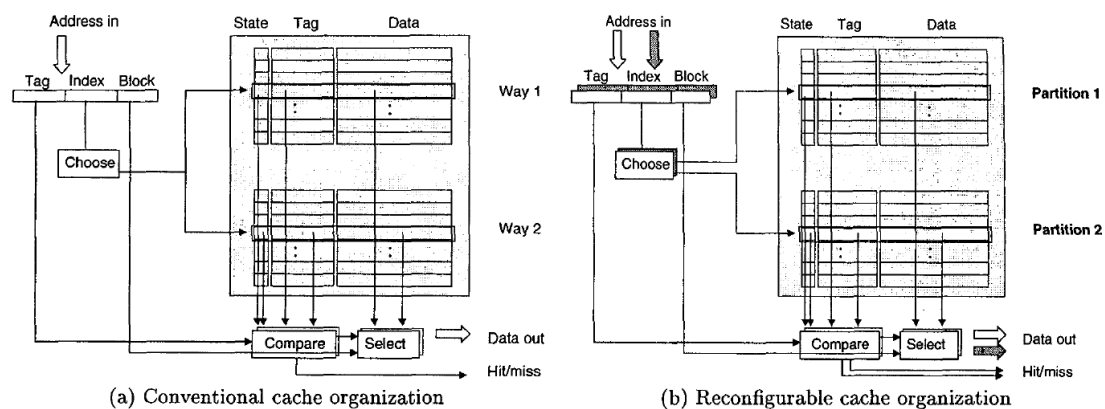 State Tag Data
Address in
Tag Index Block
Way 1
Choose
Way 2
Compare
Select
Data out
Hit/miss
(a) Conventional cache organization
State Tag Data
Address in
Tag Index Block
Partition 1
Choose
Partition 2
Compare
Select
Data out
Hit/miss
(b) Reconfigurable cache organization